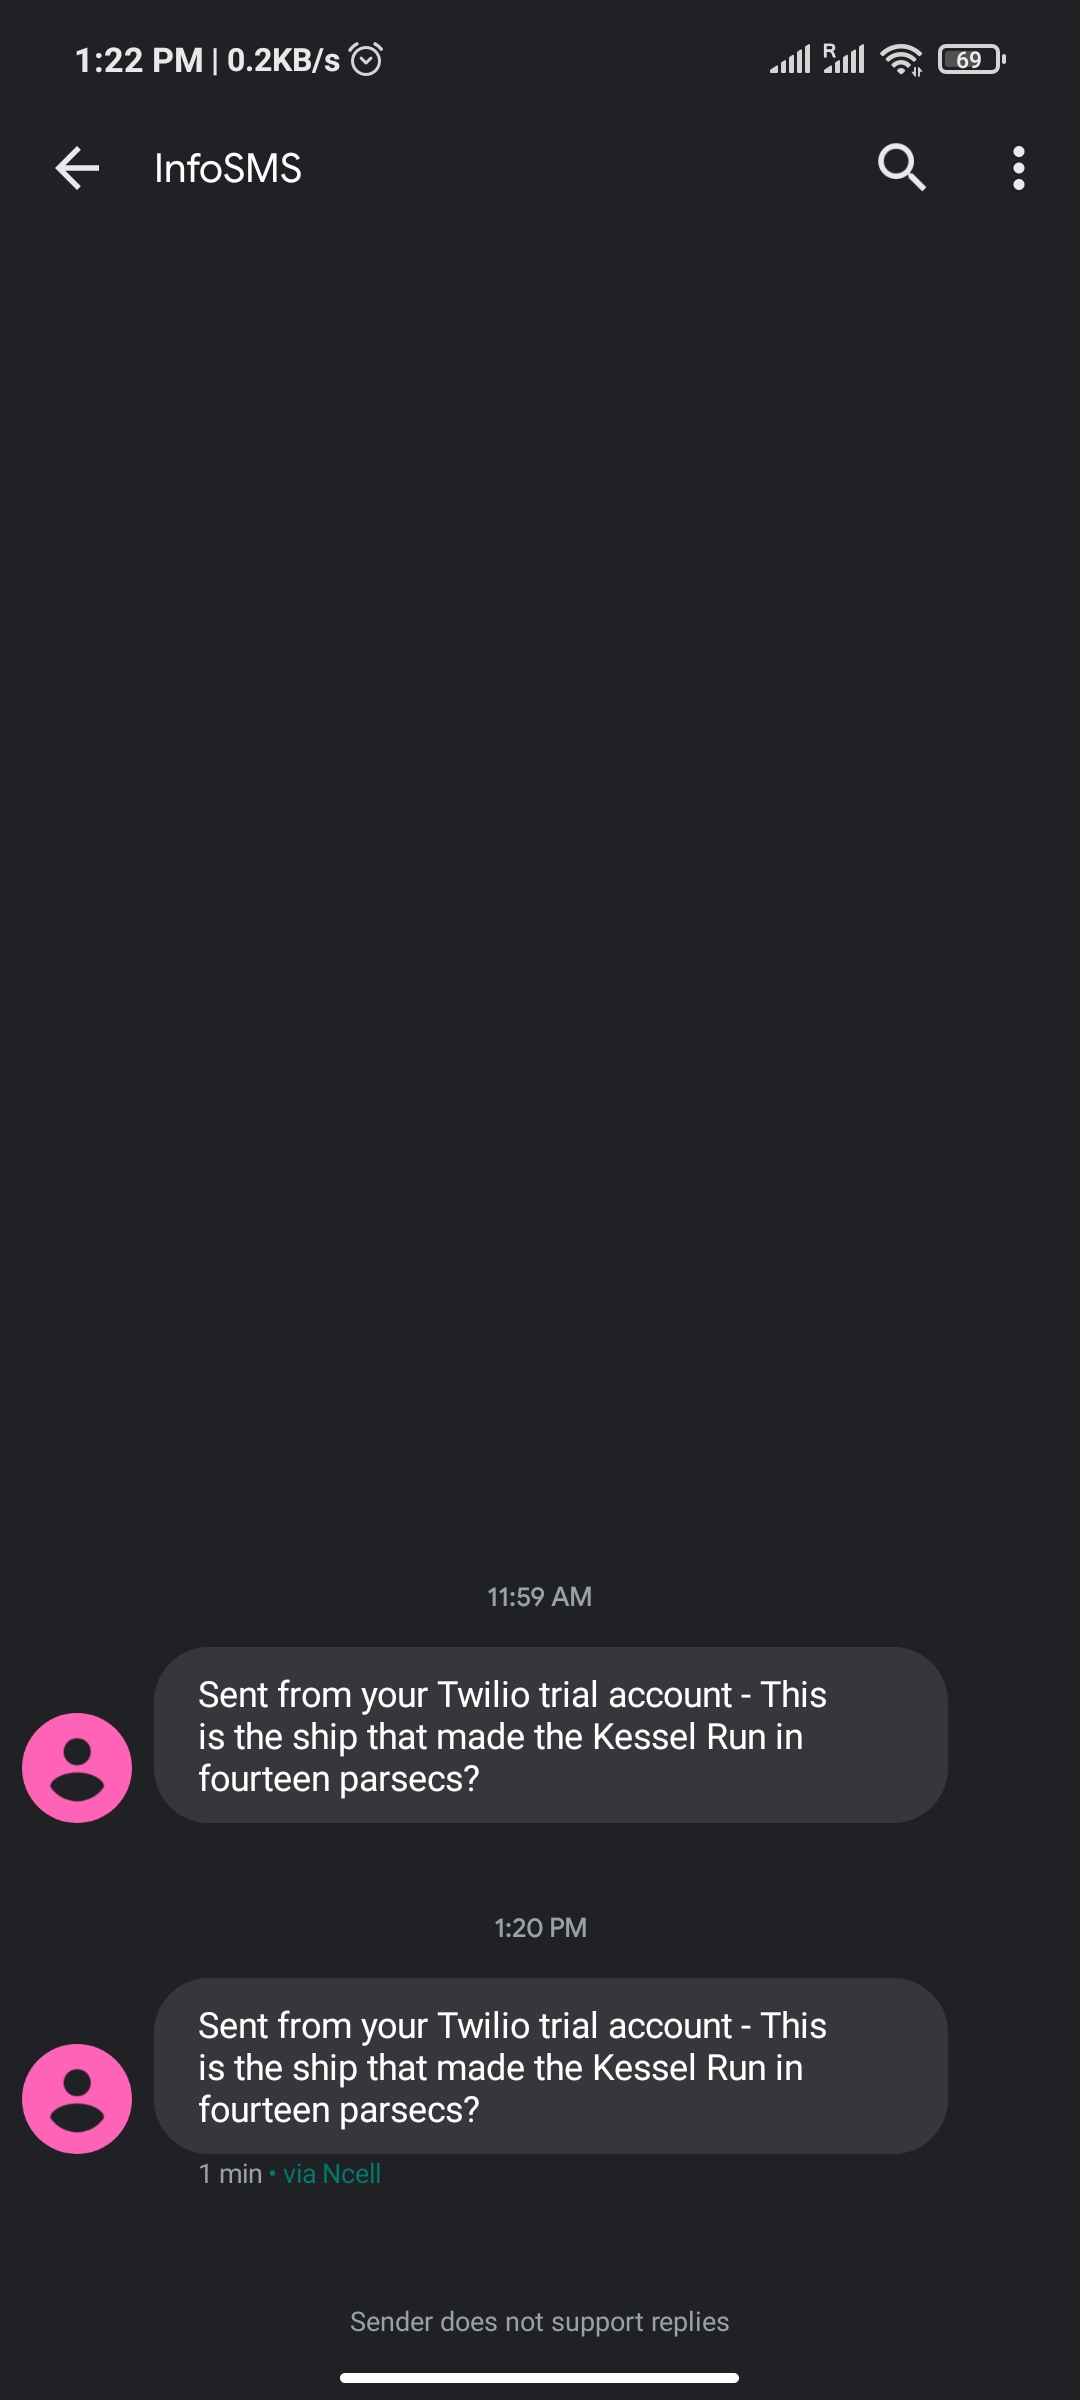 1:22 PM | 0.2KB/s
R
69
InfoSMS
11:59 AM
Sent from your Twilio trial account - This
is the ship that made the Kessel Run in
fourteen parsecs?
1:20 PM
Sent from your Twilio trial account - This
is the ship that made the Kessel Run in
fourteen parsecs?
1 min • via Ncell
Sender does not support replies